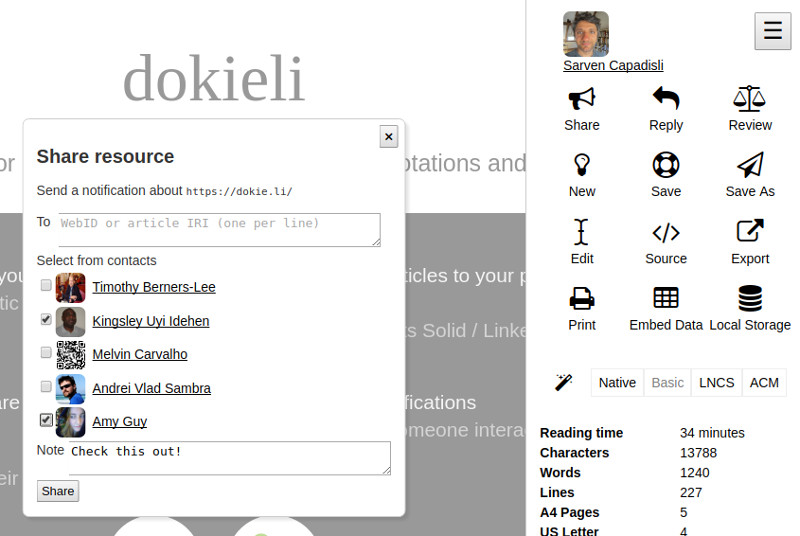 dokieli
or
otations and
×
Share resource
Send a notification about https://dokie.li/
To WebID or article IRI (one per line)
Select from contacts
Timothy Berners-Lee
Kingsley Uyi Idehen
Melvin Carvalho
Andrei Vlad Sambra
Amy Guy
Note Check this out!
Share
you
ticles to your p
tic
ts Solid / Linke
are
fications
omeone interac
eir
☰
Sarven Capadisli
Share Reply Review
New Save Save As
Edit Source Export
Print Embed Data Local Storage
Native Basic LNCS ACM
Reading time 34 minutes
Characters 13788
Words 1240
Lines 227
A4 Pages 5
US Letter 4